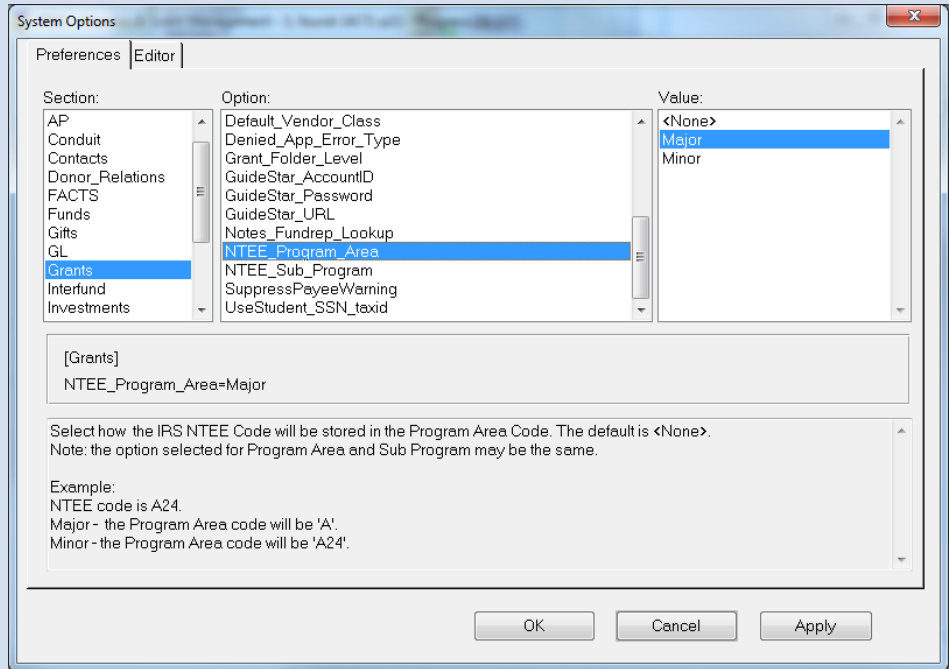 System Options
Preferences
Editor
Section:
Option:
Value:
AP
Conduit
Contacts
Donor_Relations
FACTS
Funds
Gifts
GL
Grants
Interfund
Investments
Default_Vendor_Class
Denied_App_Error_Type
Grant_Folder_Level
GuideStar_AccountID
GuideStar_Password
GuideStar_URL
Notes_Fundrep_Lookup
NTEE_Program_Area
NTEE_Sub_Program
SuppressPayeeWarning
UseStudent_SSN_taxid
<None>
Major
Minor
[Grants]
NTEE_Program_Area=Major
Select how the IRS NTEE Code will be stored in the Program Area Code. The default is <None>.
Note: the option selected for Program Area and Sub Program may be the same.
Example:
NTEE code is A24.
Major - the Program Area code will be 'A'.
Minor - the Program Area code will be 'A24'.
OK
Cancel
Apply